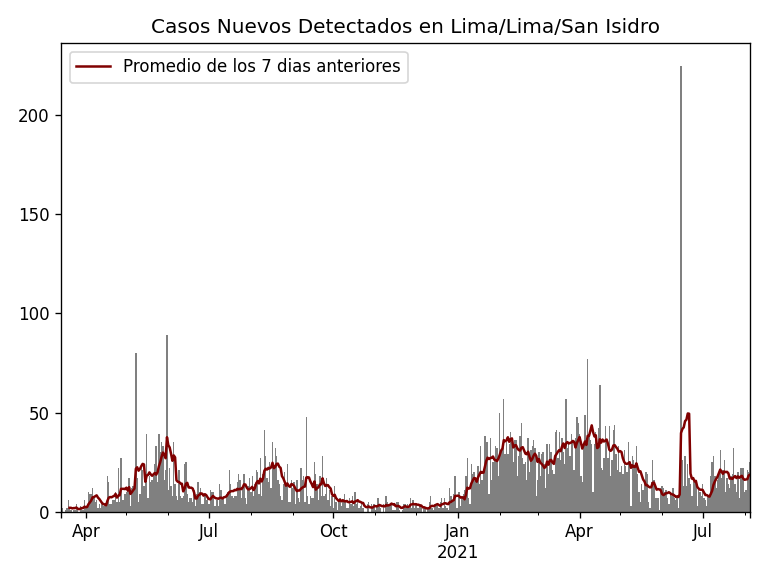 Casos Nuevos Detectados en Lima/Lima/San Isidro
Promedio de los 7 dias anteriores
200
150
100
50
0
Apr Jul Oct Jan Apr Jul
2021